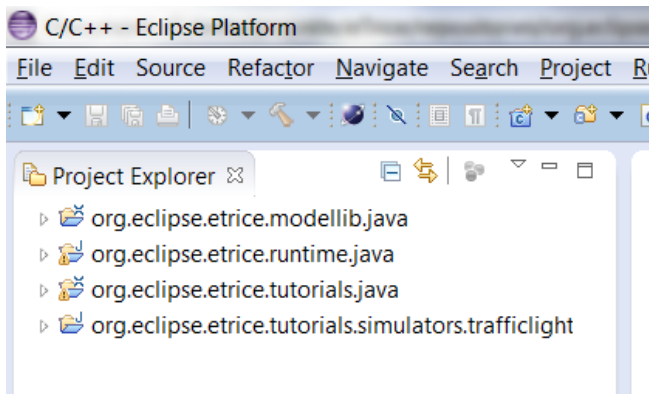 C/C++ - Eclipse Platform
File Edit Source Refactor Navigate Search Project
Project Explorer
org.eclipse.etrice.modellib.java
org.eclipse.etrice.runtime.java
org.eclipse.etrice.tutorials.java
org.eclipse.etrice.tutorials.simulators.trafficlight